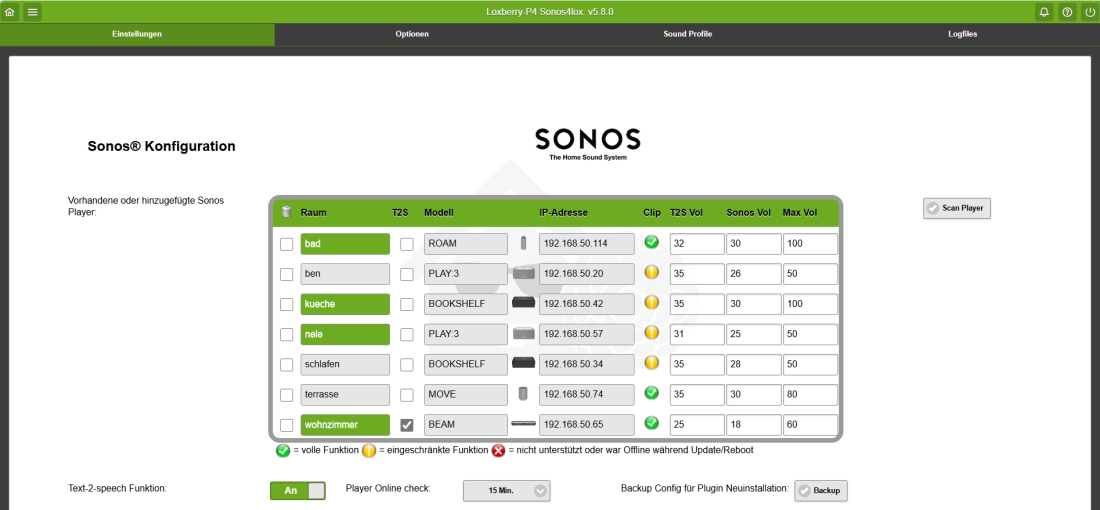 Loxberry-P4 Sonos4lox: v5.8.0
Einstellungen Optionen Sound Profile Logfiles
SONOS
The Home Sound System
Sonos® Konfiguration
Vorhandene oder hinzugefügte Sonos
Player:
Scan Player
Raum T2S Modell IP-Adresse Clip T2S Vol Sonos Vol Max Vol
bad ROAM 192.168.50.114 32 30 100
ben PLAY:3 192.168.50.20 35 26 50
kueche BOOKSHELF 192.168.50.42 35 30 100
nele PLAY:3 192.168.50.57 31 25 50
schlafen BOOKSHELF 192.168.50.34 35 28 50
terrasse MOVE 192.168.50.74 35 30 80
wohnzimmer BEAM 192.168.50.65 25 18 60
= volle Funktion = eingeschränkte Funktion = nicht unterstützt oder war Offline während Update/Reboot
Text-2-speech Funktion: An Player Online check: 15 Min. Backup Config für Plugin Neuinstallation: Backup